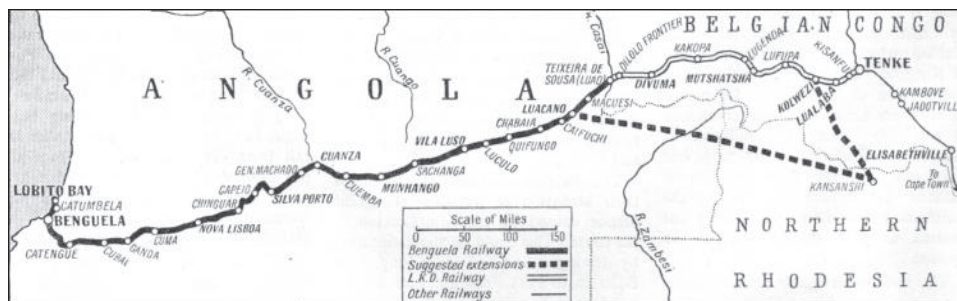 BELGIAN CONGO
ANGOLA
R. Cuanza
R. Cuango
R. Casai
DILOLO FRONTIER
TEIXEIRA DE
SOUSA (LUAO)
DIVUMA
KAKOPA
MUTSHATSHA
LUGENDA
LUFUPA
KISANFU
TENKE
KOLWEZI
LUALABA
KAMBOVE
JADOTVILLE
ELISABETHVILLE
To
Cape Town
KANSANSHI
MACUESI
LUACANO
CAIFUCHI
CHABAIA
QUIFUNGO
LUCULO
VILA LUSO
SACHANGA
MUNHANGO
CUEMBA
CUANZA
GEN. MACHADO
SILVA PORTO
CAPEIO
CHINGUAR
NOVA LISBOA
CUMA
GANDA
CUBAL
CATENGUE
LOBITO BAY
CATUMBELA
BENGUELA
R. Zambesi
NORTHERN
RHODESIA
Scale of Miles
0 50 100 150
Benguela Railway
Suggested extensions
L.K.D. Railway
Other Railways